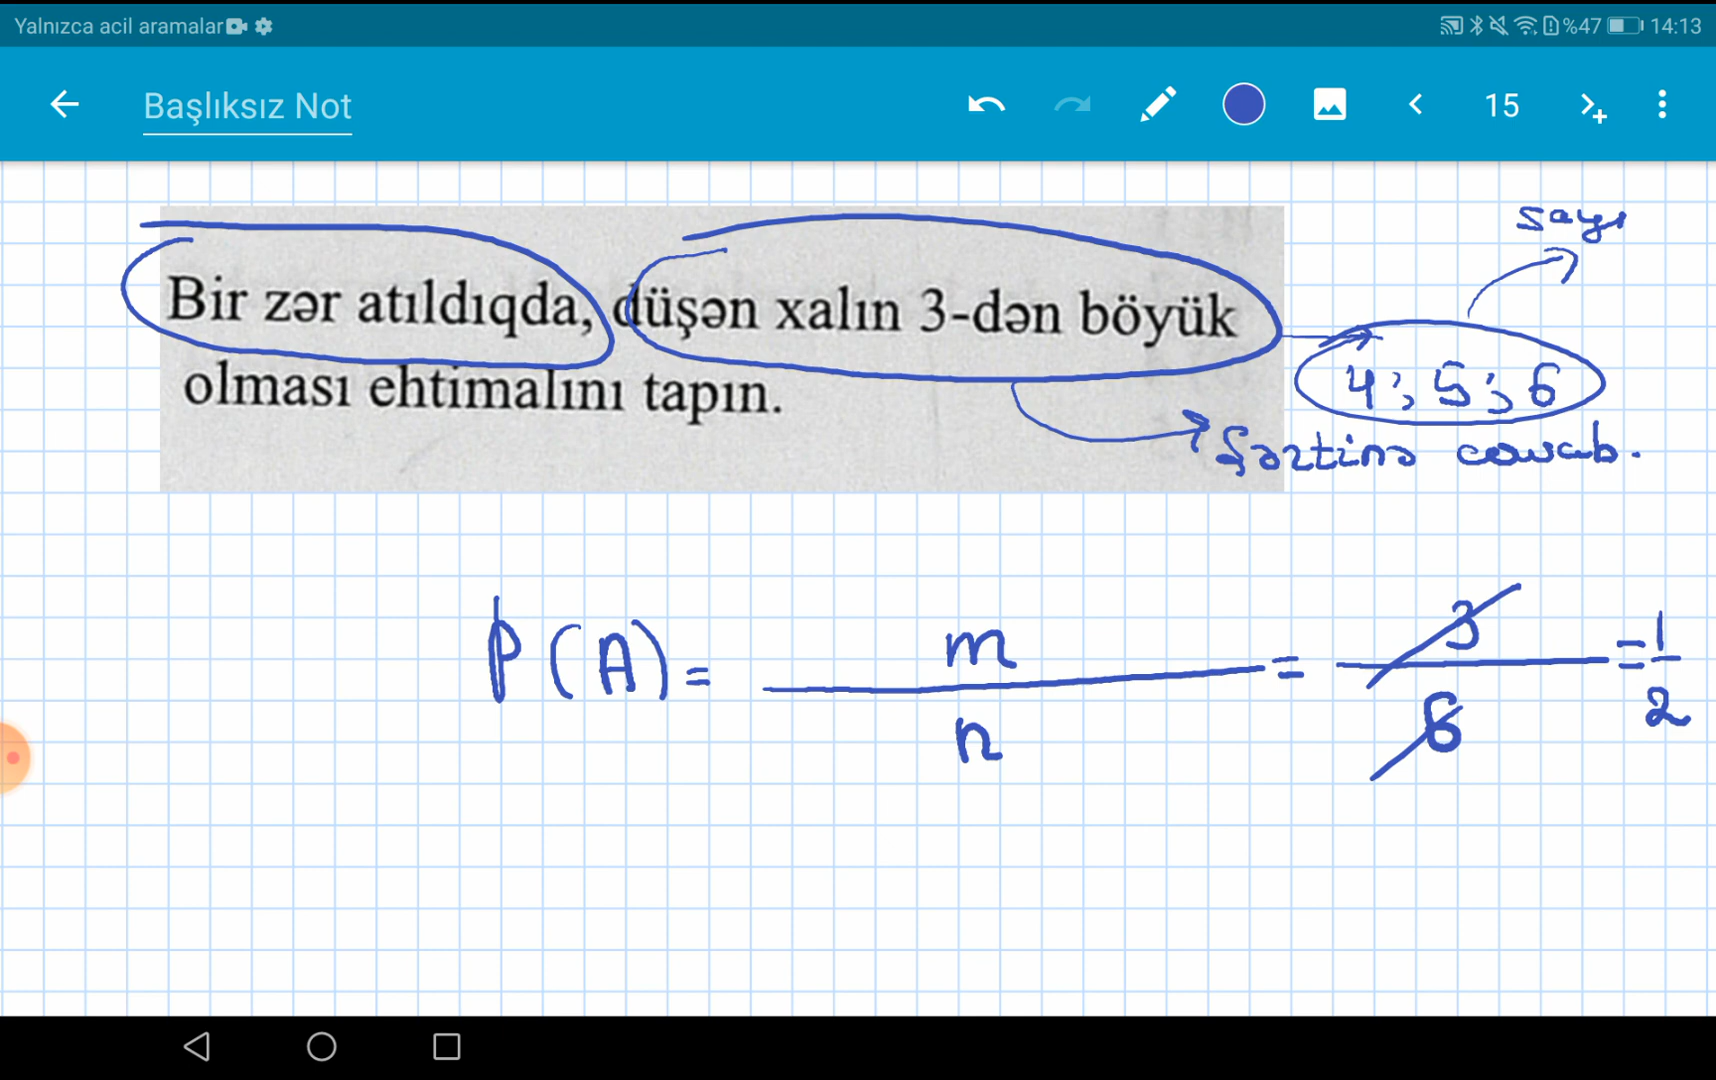 Yalnızca acil aramalar
%47 14:13
Başlıksız Not
15
sayı
Bir zər atıldıqda, düşən xalın 3-dən böyük
olması ehtimalını tapın.
4; 5; 6
Şərtinə cavab.
P(A) = m/n = 3/6 = 1/2